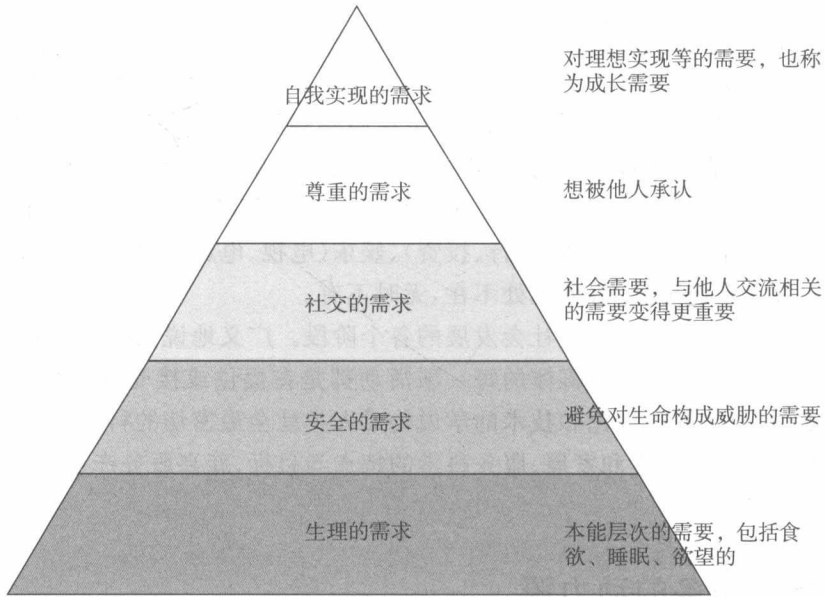 对理想实现等的需要，也称
为成长需要
自我实现的需求
尊重的需求
想被他人承认
社交的需求
社会需要，与他人交流相关
的需要变得更重要
安全的需求
避免对生命构成威胁的需要
生理的需求
本能层次的需要，包括食
欲、睡眠、欲望的